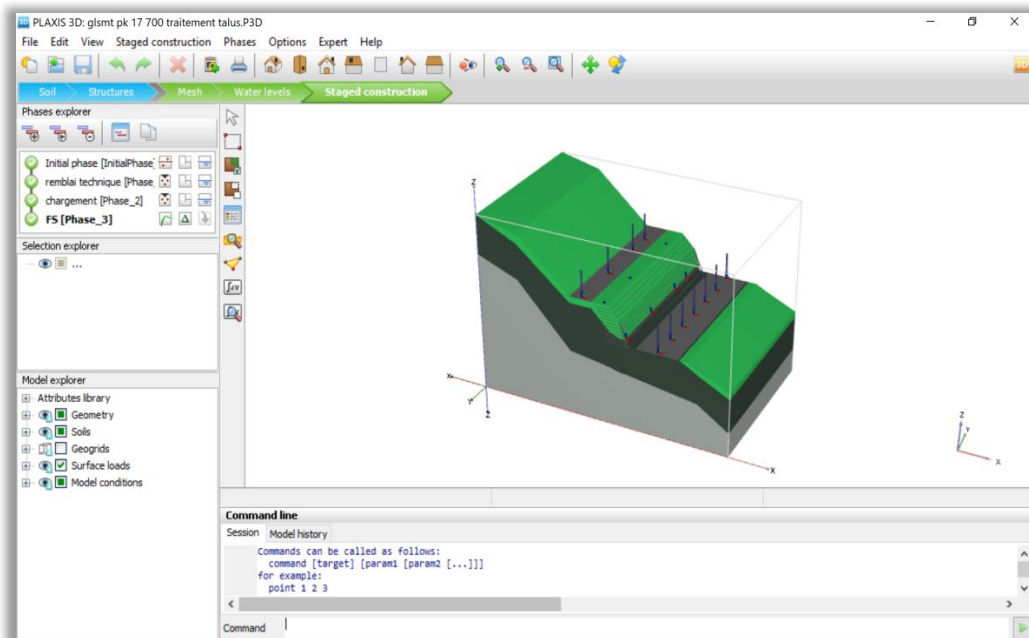 PLAXIS 3D: glsmt pk 17 700 traitement talus.P3D
File Edit View Staged construction Phases Options Expert Help
Soil Structures Mesh Water levels Staged construction
Phases explorer
Initial phase [InitialPhase]
remblai technique [Phase_
chargement [Phase_2]
FS [Phase_3]
Selection explorer
...
Model explorer
Attributes library
Geometry
Soils
Geogrids
Surface loads
Model conditions
Z
X
Y
Z
X
Z
Y
X
Command line
Session Model history
Commands can be called as follows:
command [target] [param1 [param2 [...]]]
for example:
point 1 2 3
Command